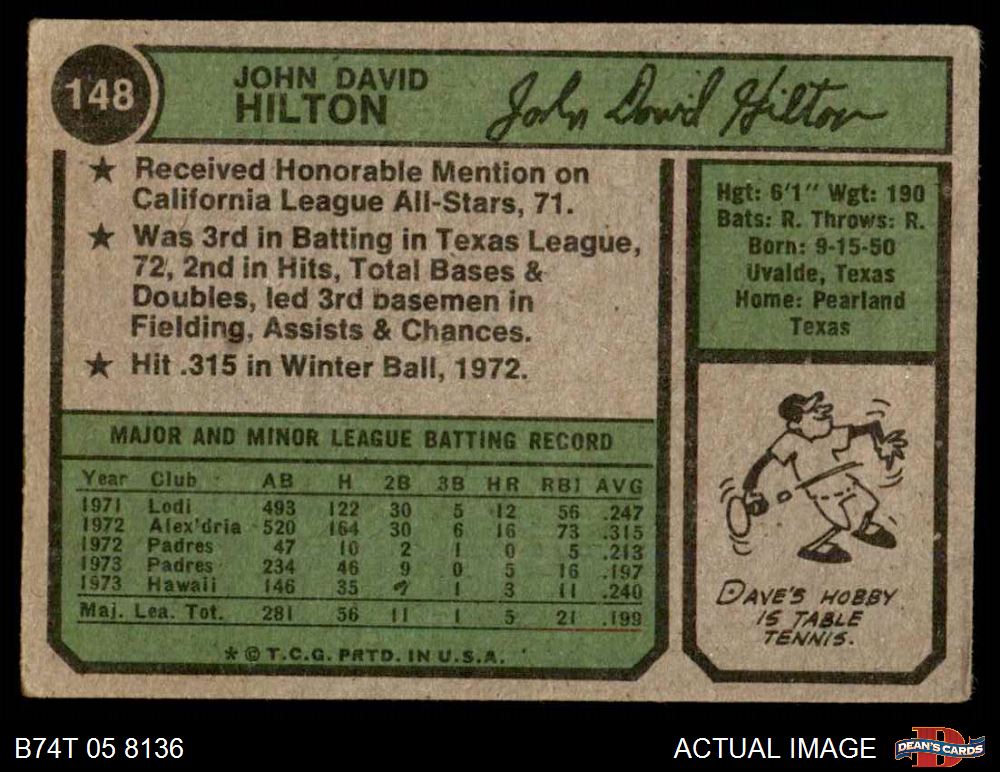 148
JOHN DAVID
HILTON
John David Hilton
★ Received Honorable Mention on
California League All-Stars, 71.
★ Was 3rd in Batting in Texas League,
72, 2nd in Hits, Total Bases &
Doubles, led 3rd basemen in
Fielding, Assists & Chances.
★ Hit .315 in Winter Ball, 1972.
Hgt: 6'1" Wgt: 190
Bats: R. Throws: R.
Born: 9-15-50
Uvalde, Texas
Home: Pearland
Texas
MAJOR AND MINOR LEAGUE BATTING RECORD
Year Club AB H 2B 3B HR RBI AVG
1971 Lodi 493 122 30 5 12 56 .247
1972 Alex'dria 520 164 30 6 16 73 .315
1972 Padres 47 10 2 1 0 5 .213
1973 Padres 234 46 9 0 5 16 .197
1973 Hawaii 146 35 1 3 11 .240
Maj. Lea. Tot. 281 56 11 1 5 21 .199
★ © T.C.G. PRTD. IN U.S.A.
DAVE'S HOBBY
IS TABLE
TENNIS.
B74T 05 8136
ACTUAL IMAGE
D
DEAN'S CARDS